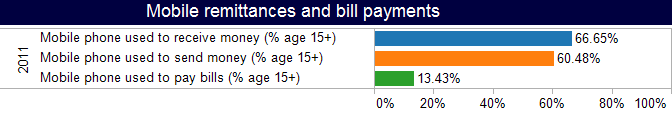 Mobile remittances and bill payments
2011
Mobile phone used to receive money (% age 15+) 66.65%
Mobile phone used to send money (% age 15+) 60.48%
Mobile phone used to pay bills (% age 15+) 13.43%
0% 20% 40% 60% 80% 100%